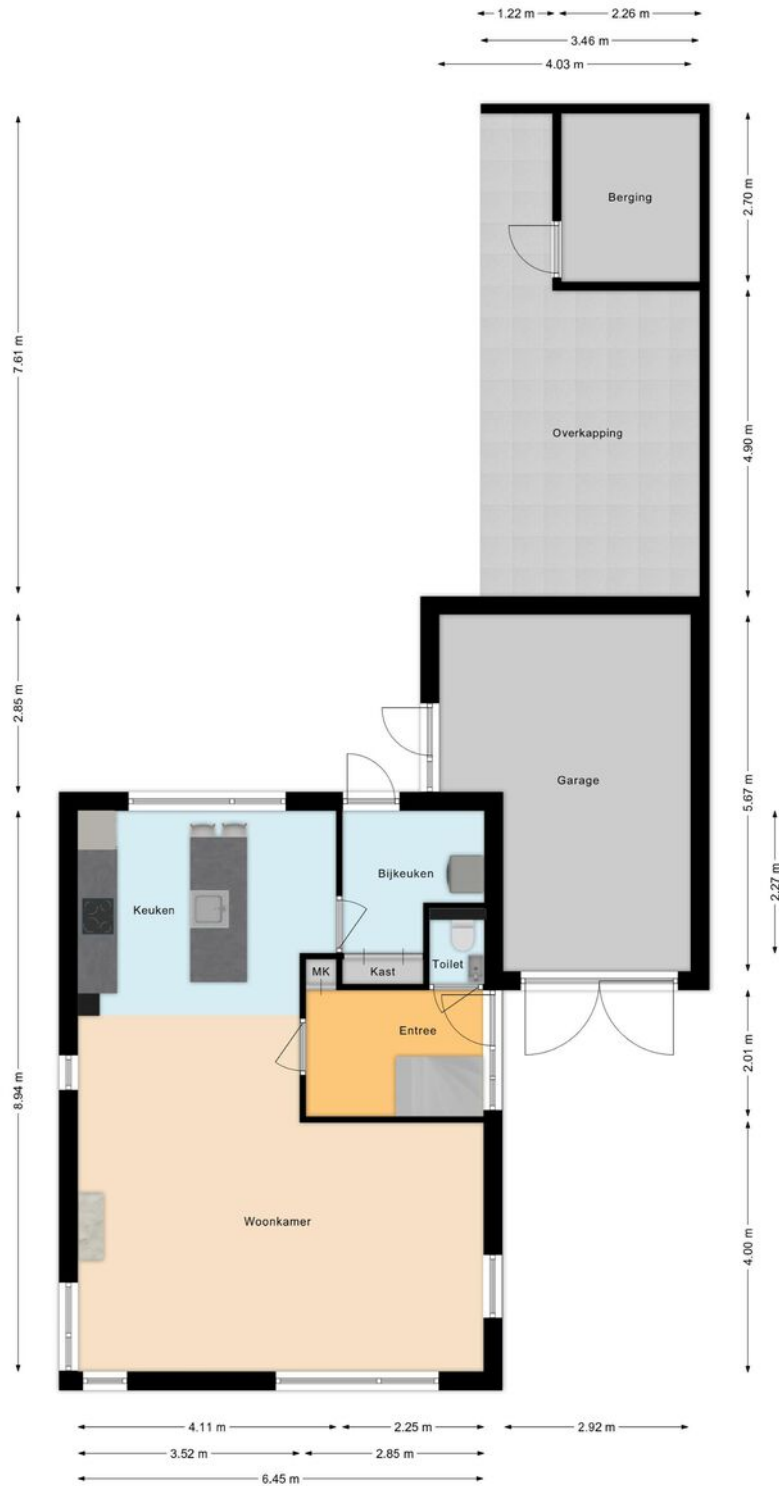 1.22 m
2.26 m
3.46 m
4.03 m
Berging
2.70 m
7.61 m
Overkapping
4.90 m
2.85 m
Garage
5.67 m
Bijkeuken
2.27 m
Keuken
Toilet
MK
Kast
Entree
2.01 m
8.94 m
Woonkamer
4.00 m
4.11 m
2.25 m
2.92 m
3.52 m
2.85 m
6.45 m